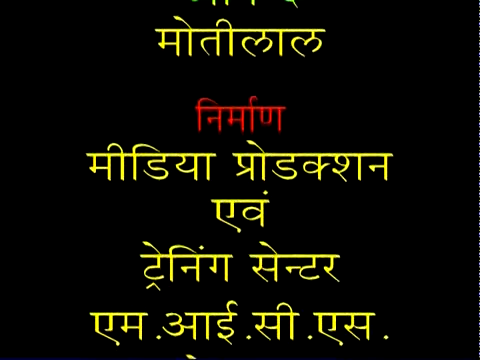 मोतीलाल
निर्माण
मीडिया प्रोडक्शन
एवं
ट्रेनिंग सेन्टर
एम.आई.सी.एस.